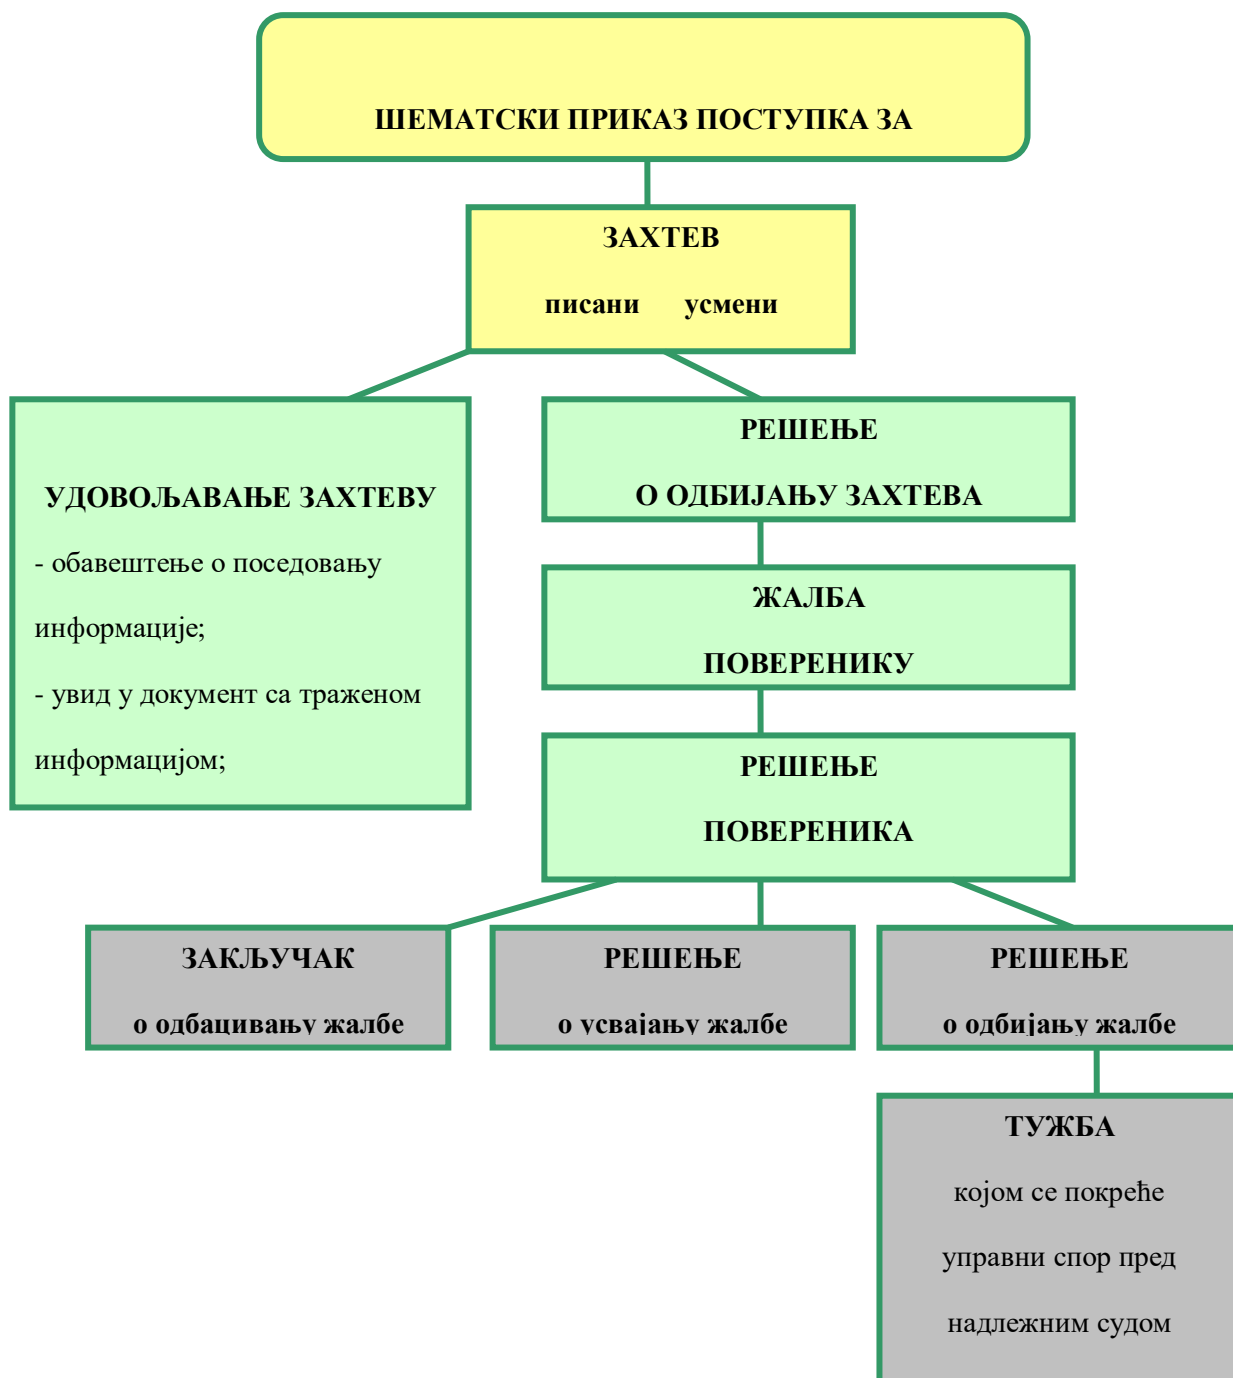 ШЕМАТСКИ ПРИКАЗ ПОСТУПКА ЗА
ЗАХТЕВ
писани усмени
УДОВОЉАВАЊЕ ЗАХТЕВУ
- обавештење о поседовању
информације;
- увид у документ са траженом
информацијом;
РЕШЕЊЕ
О ОДБИЈАЊУ ЗАХТЕВА
ЖАЛБА
ПОВЕРЕНИКУ
РЕШЕЊЕ
ПОВЕРЕНИКА
ЗАКЉУЧАК
о одбацивању жалбе
РЕШЕЊЕ
о усвајању жалбе
РЕШЕЊЕ
о одбијању жалбе
ТУЖБА
којом се покреће
управни спор пред
надлежним судом